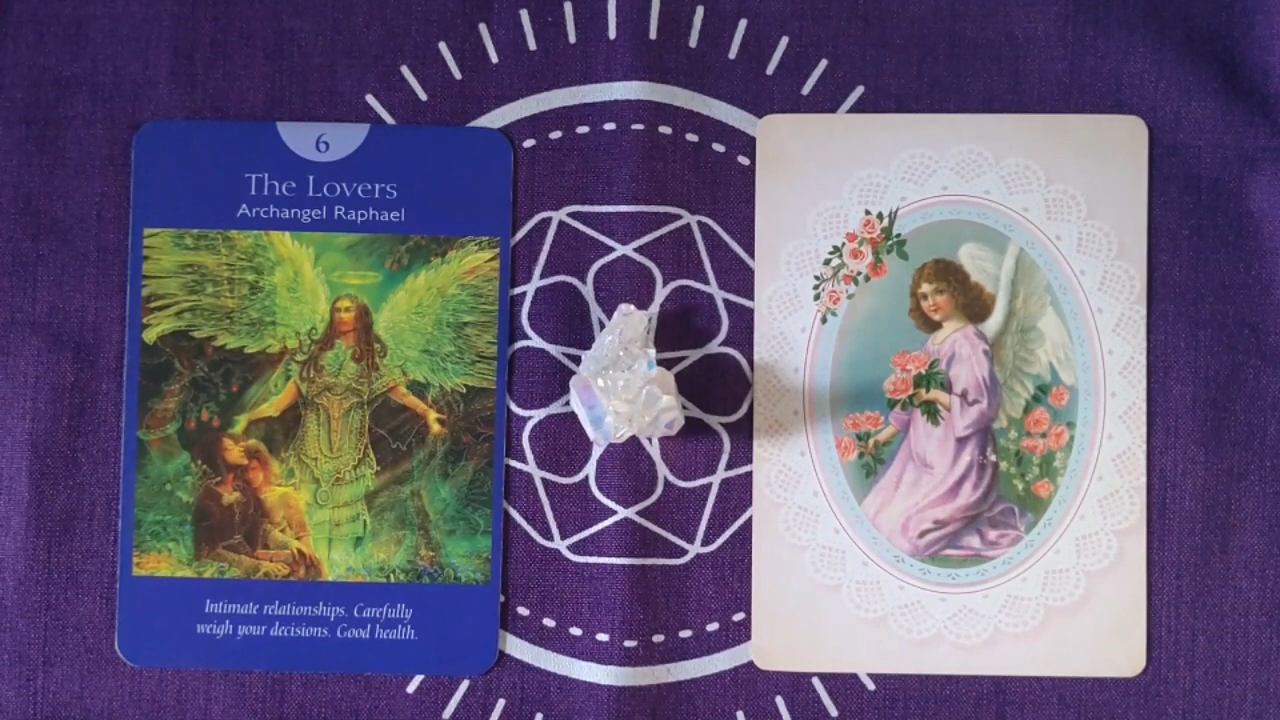 6
The Lovers
Archangel Raphael
Intimate relationships. Carefully
weigh your decisions. Good health.